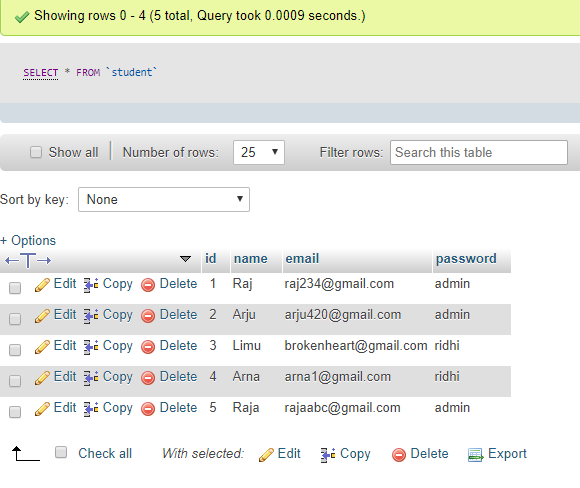 Showing rows 0 - 4 (5 total, Query took 0.0009 seconds.)
SELECT * FROM `student`
Show all Number of rows: 25 Filter rows: Search this table
Sort by key: None
+ Options
id name email password
Edit Copy Delete 1 Raj raj234@gmail.com admin
Edit Copy Delete 2 Arju arju420@gmail.com admin
Edit Copy Delete 3 Limu brokenheart@gmail.com ridhi
Edit Copy Delete 4 Arna arna1@gmail.com ridhi
Edit Copy Delete 5 Raja rajaabc@gmail.com admin
Check all With selected: Edit Copy Delete Export